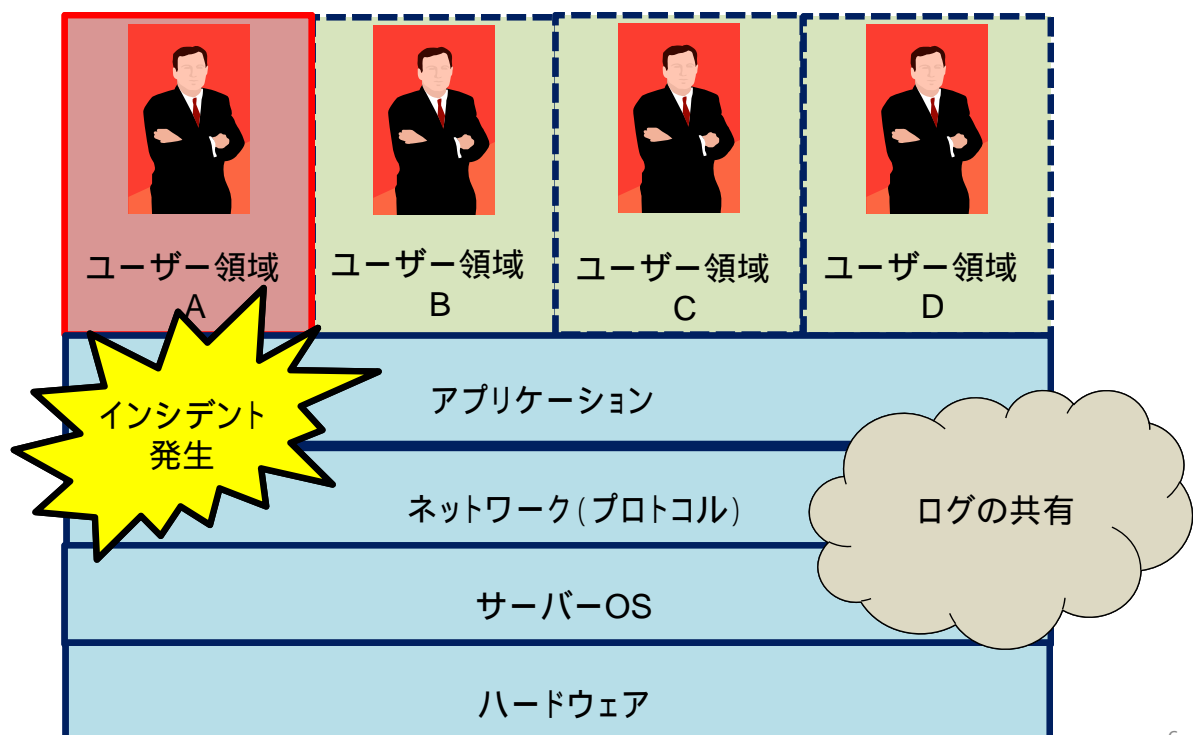 ユーザー領域
A
ユーザー領域
B
ユーザー領域
C
ユーザー領域
D
インシデント
発生
アプリケーション
ネットワーク(プロトコル)
ログの共有
サーバーOS
ハードウェア